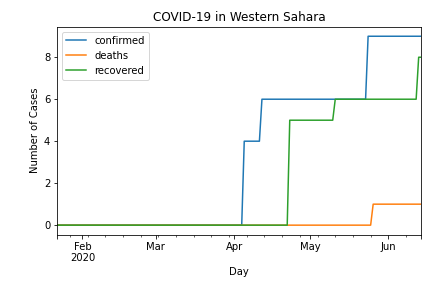 COVID-19 in Western Sahara
confirmed
deaths
recovered
Number of Cases
8
6
4
2
0
Feb
2020
Mar
Apr
May
Jun
Day